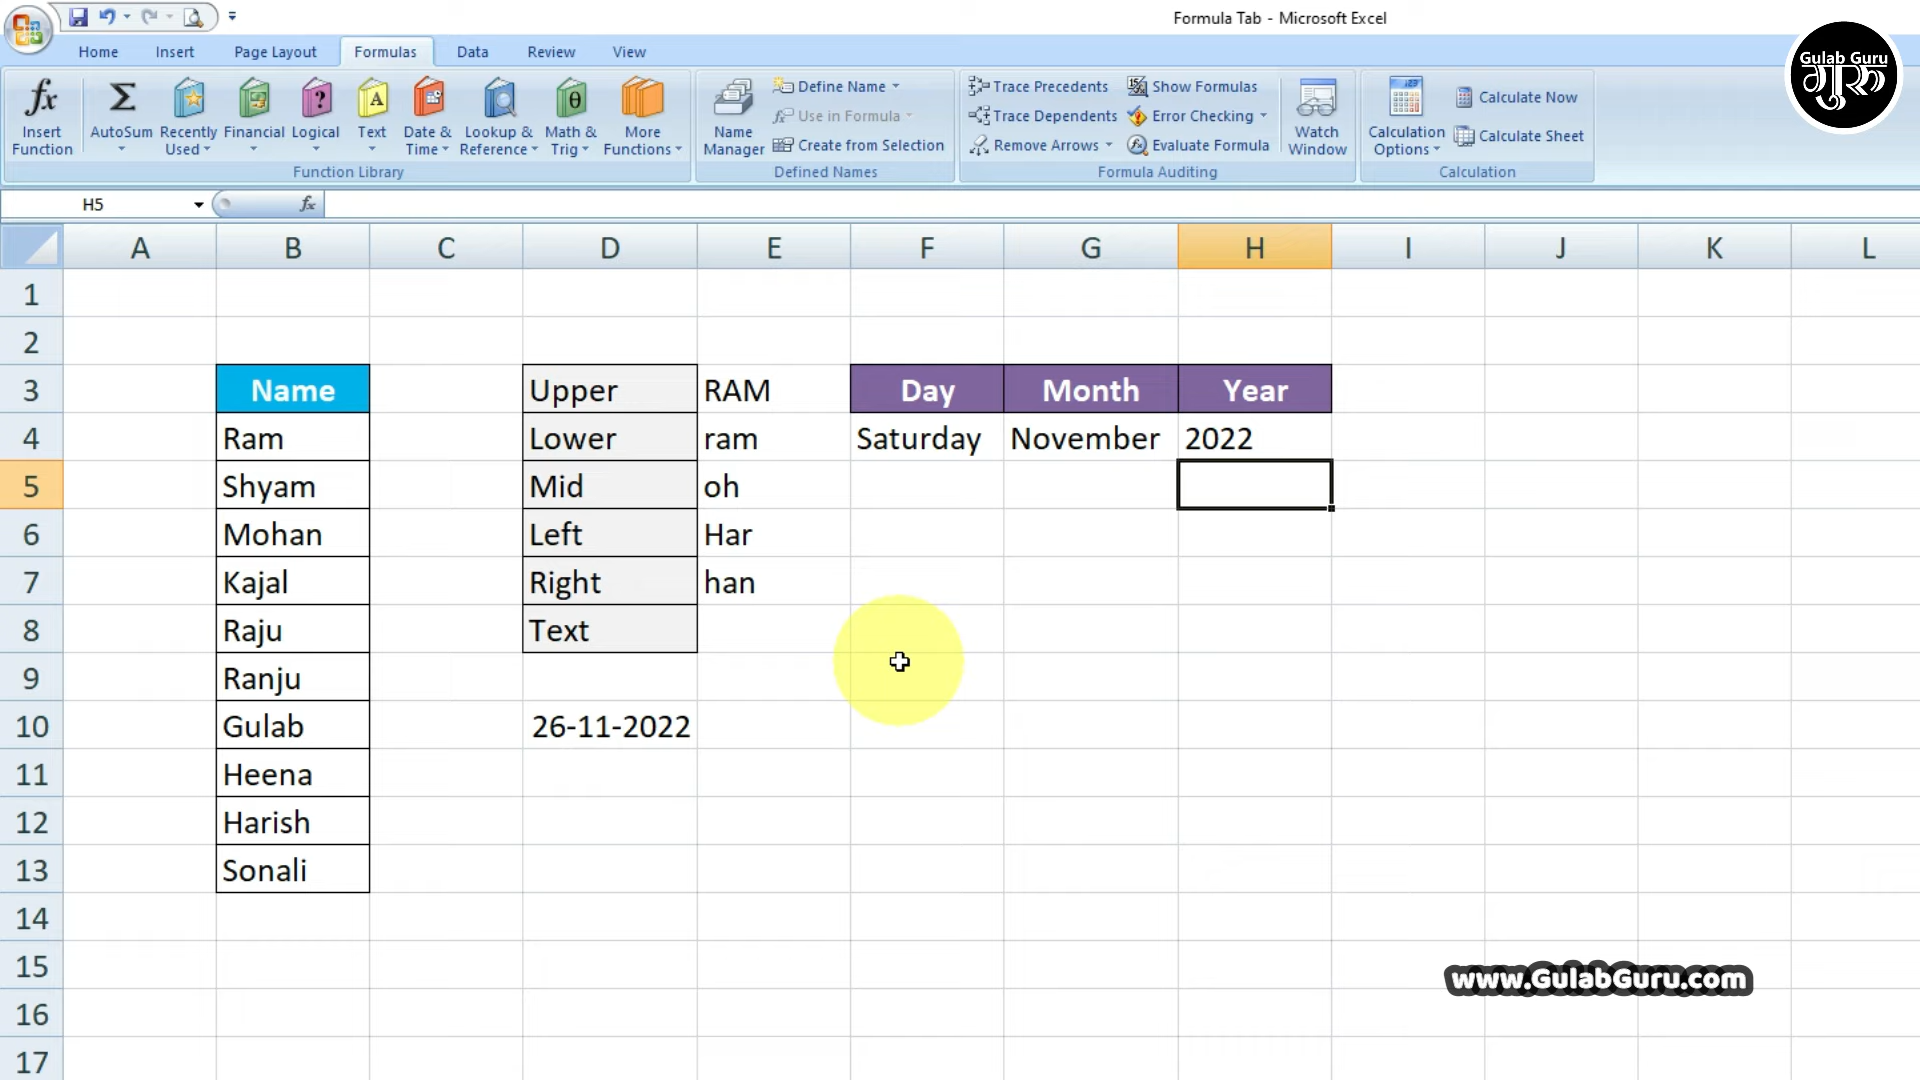 Formula Tab - Microsoft Excel
Home Insert Page Layout Formulas Data Review View
Gulab Guru
गुरु
Insert Function AutoSum Recently Used Financial Logical Text Date & Time Lookup & Reference Math & Trig More Functions
Function Library
Name Manager Define Name Use in Formula Create from Selection
Defined Names
Trace Precedents Trace Dependents Remove Arrows Show Formulas Error Checking Evaluate Formula Watch Window
Formula Auditing
Calculation Options Calculate Now Calculate Sheet
Calculation
H5 fx
A B C D E F G H I J K L
1
2
3 Name Upper RAM Day Month Year
4 Ram Lower ram Saturday November 2022
5 Shyam Mid oh
6 Mohan Left Har
7 Kajal Right han
8 Raju Text
9 Ranju
10 Gulab 26-11-2022
11 Heena
12 Harish
13 Sonali
14
15
www.GulabGuru.com
16
17